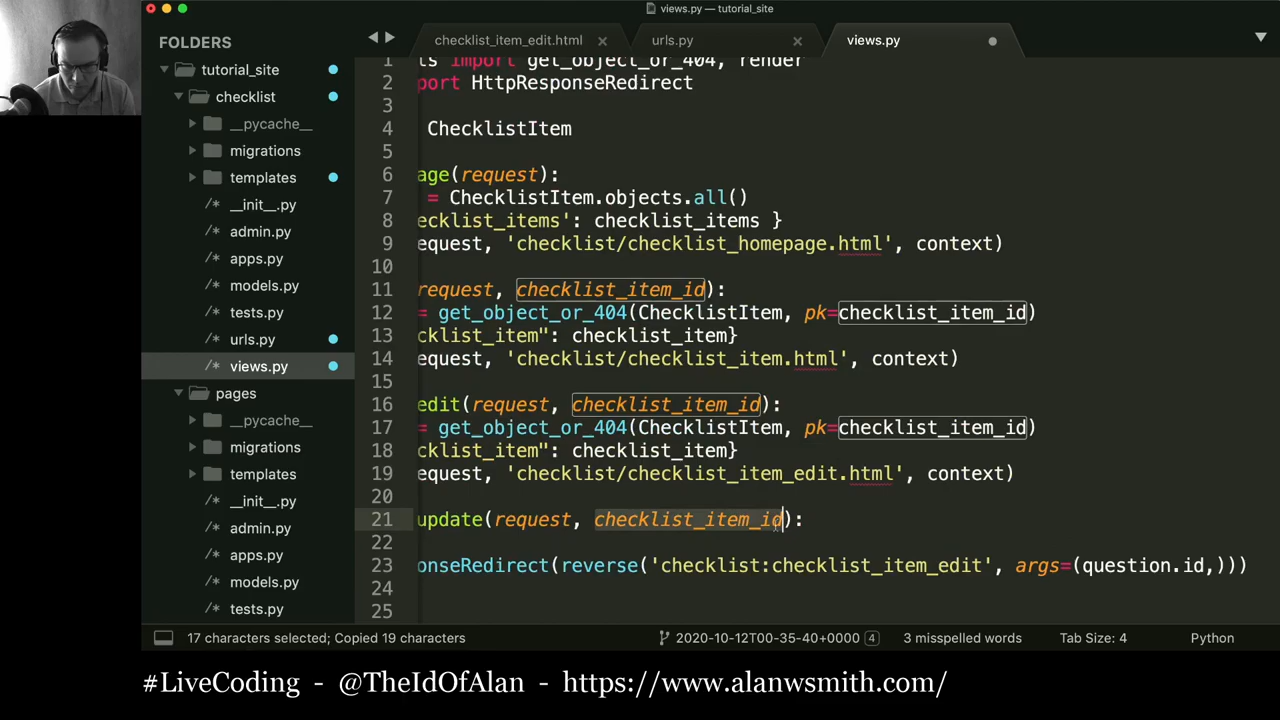 views.py — tutorial_site
FOLDERS
tutorial_site
checklist
__pycache__
migrations
templates
/* __init__.py
/* admin.py
/* apps.py
/* models.py
/* tests.py
/* urls.py
/* views.py
pages
__pycache__
migrations
templates
/* __init__.py
/* admin.py
/* apps.py
/* models.py
/* tests.py
checklist_item_edit.html
urls.py
views.py
1 ts import get_object_or_404, render
2 port HttpResponseRedirect
3
4 ChecklistItem
5
6 age(request):
7 = ChecklistItem.objects.all()
8 ecklist_items': checklist_items }
9 equest, 'checklist/checklist_homepage.html', context)
10
11 request, checklist_item_id):
12 = get_object_or_404(ChecklistItem, pk=checklist_item_id)
13 cklist_item": checklist_item}
14 equest, 'checklist/checklist_item.html', context)
15
16 edit(request, checklist_item_id):
17 = get_object_or_404(ChecklistItem, pk=checklist_item_id)
18 cklist_item": checklist_item}
19 equest, 'checklist/checklist_item_edit.html', context)
20
21 update(request, checklist_item_id):
22
23 onseRedirect(reverse('checklist:checklist_item_edit', args=(question.id,)))
24
25
17 characters selected; Copied 19 characters
2020-10-12T00-35-40+0000 4
3 misspelled words
Tab Size: 4
Python
#LiveCoding - @TheIdOfAlan - https://www.alanwsmith.com/